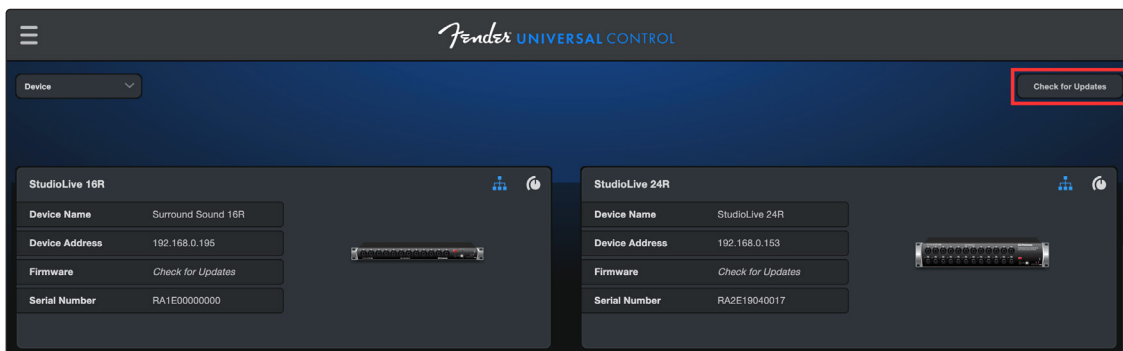 Fender UNIVERSAL CONTROL
Device
Check for Updates
StudioLive 16R
Device Name Surround Sound 16R
Device Address 192.168.0.195
Firmware Check for Updates
Serial Number RA1E00000000
StudioLive 24R
Device Name StudioLive 24R
Device Address 192.168.0.153
Firmware Check for Updates
Serial Number RA2E19040017